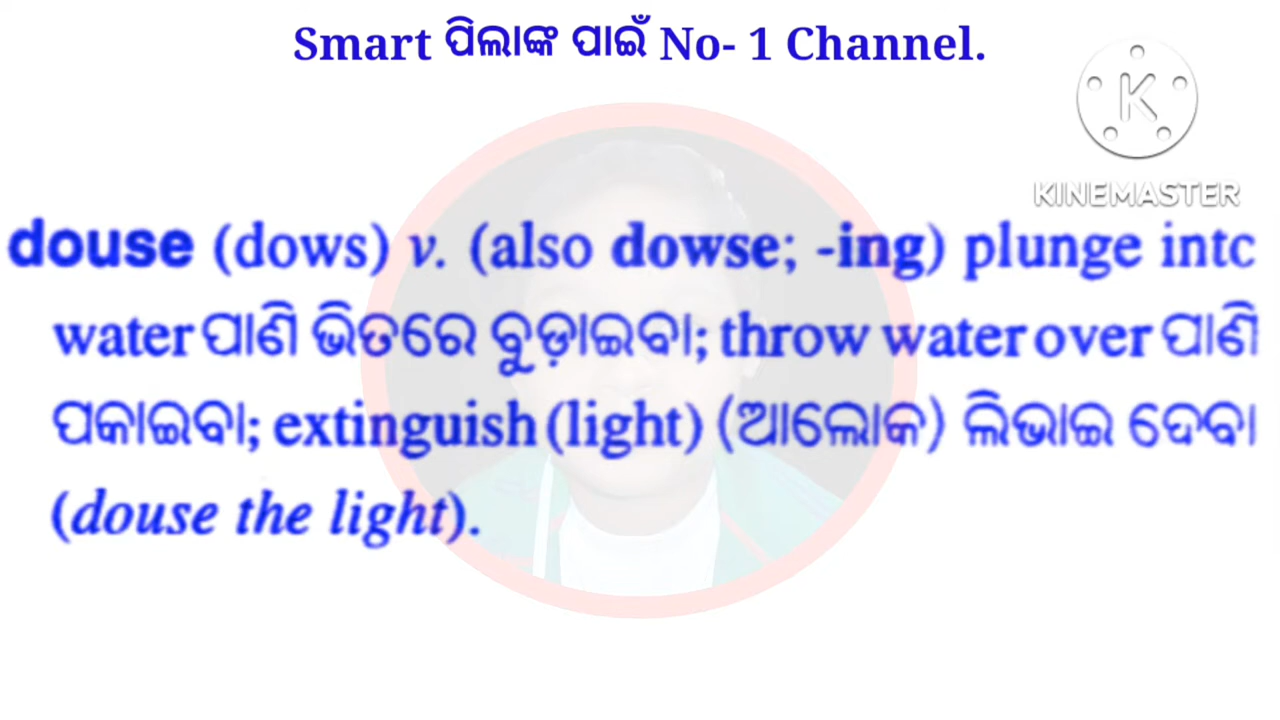 Smart ପିଲାଙ୍କ ପାଇଁ No- 1 Channel.
K
KINEMASTER
douse (dows) v. (also dowse; -ing) plunge intc
water ପାଣି ଭିତରେ ବୁଡ଼ାଇବା; throw water over ପାଣି
ପକାଇବା; extinguish (light) (ଆଲୋକ) ଲିଭାଇ ଦେବା
(douse the light).